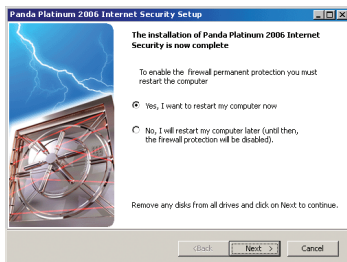 Panda Platinum 2006 Internet Security Setup
The installation of Panda Platinum 2006 Internet
Security is now complete
To enable the firewall permanent protection you must
restart the computer
Yes, I want to restart my computer now
No, I will restart my computer later (until then,
the firewall protection will be disabled).
Remove any disks from all drives and click on Next to continue.
<Back
Next >
Cancel